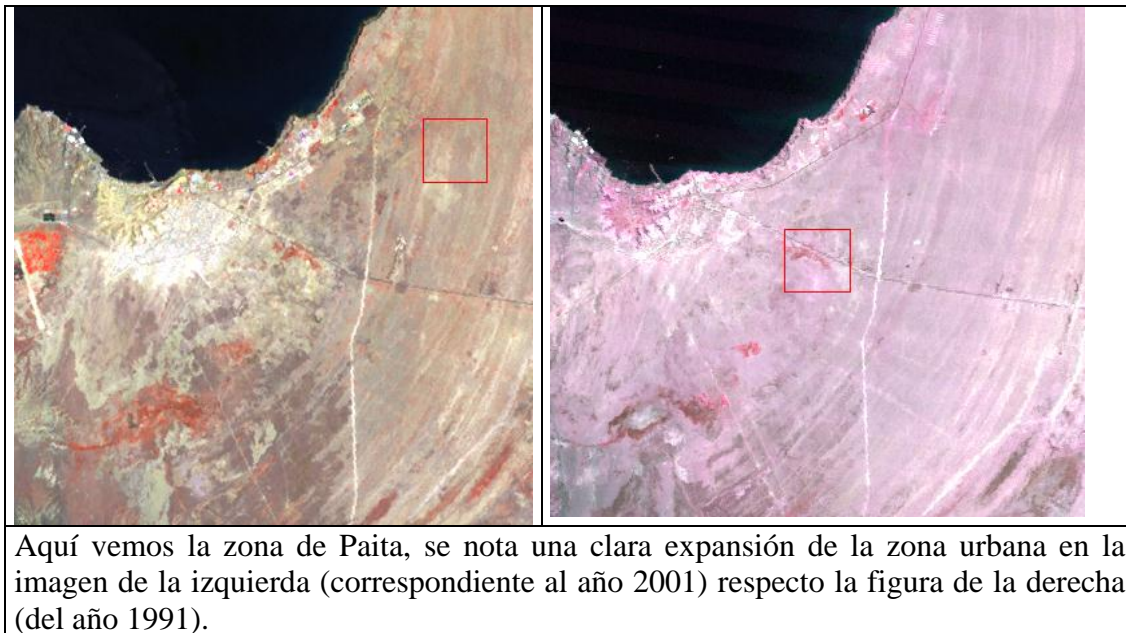 Aquí vemos la zona de Paita, se nota una clara expansión de la zona urbana en la
imagen de la izquierda (correspondiente al año 2001) respecto la figura de la derecha
(del año 1991).